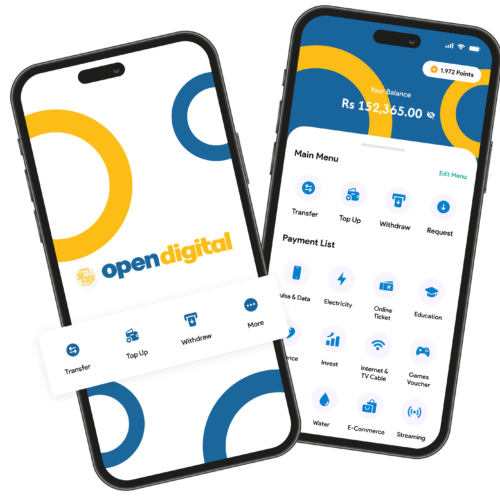 opendigital
Transfer
Top Up
Withdraw
More
1.972 Points
Your Balance
Rs 152,365.00
Main Menu
Edit Menu
Transfer
Top Up
Withdraw
Request
Payment List
ulsa & Data
Electricity
Online
Ticket
Education
ance
Invest
Internet &
TV Cable
Games
Voucher
Water
E-Commerce
Streaming